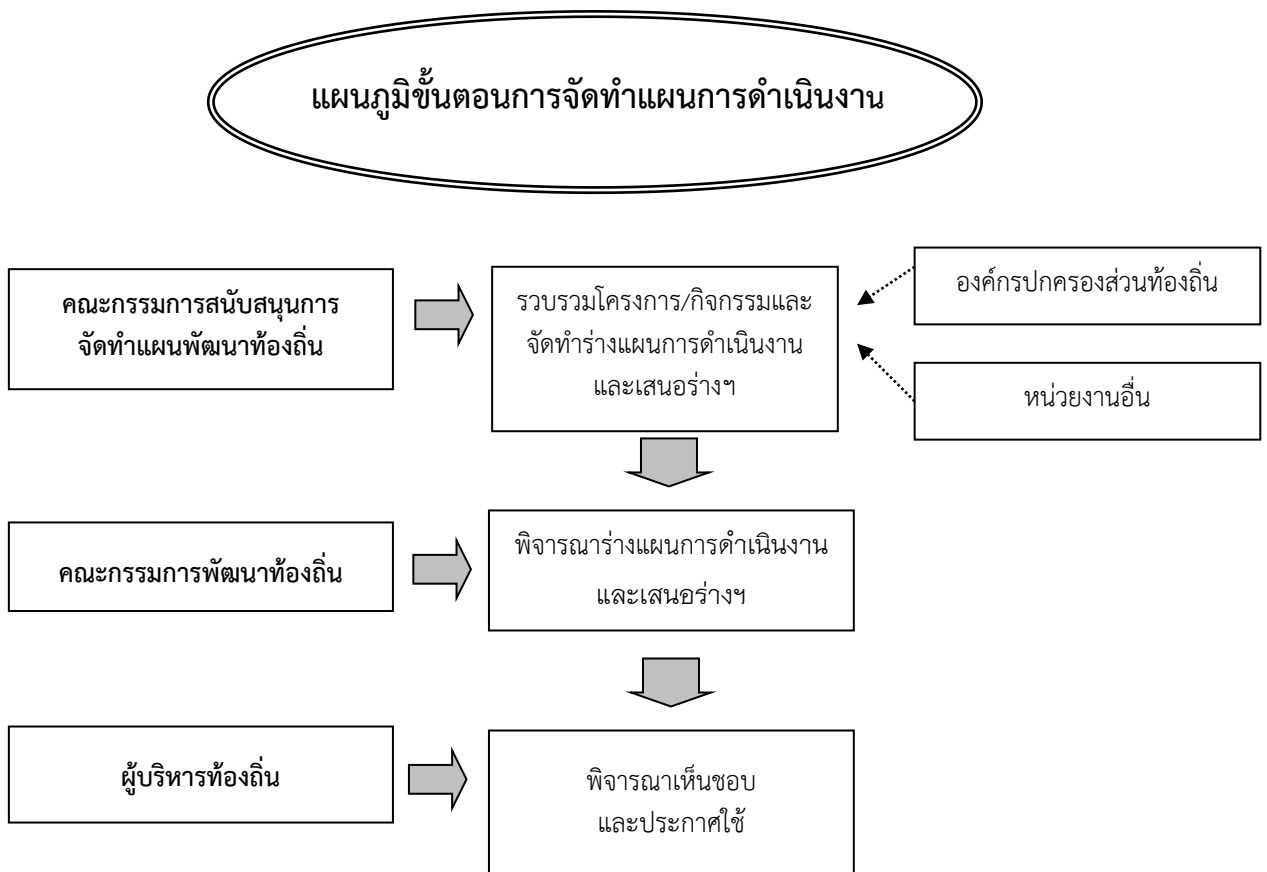 แผนภูมิขั้นตอนการจัดทำแผนการดำเนินงาน
คณะกรรมการสนับสนุนการ
จัดทำแผนพัฒนาท้องถิ่น
รวบรวมโครงการ/กิจกรรมและ
จัดทำร่างแผนการดำเนินงาน
และเสนอร่างฯ
องค์กรปกครองส่วนท้องถิ่น
หน่วยงานอื่น
คณะกรรมการพัฒนาท้องถิ่น
พิจารณาร่างแผนการดำเนินงาน
และเสนอร่างฯ
ผู้บริหารท้องถิ่น
พิจารณาเห็นชอบ
และประกาศใช้